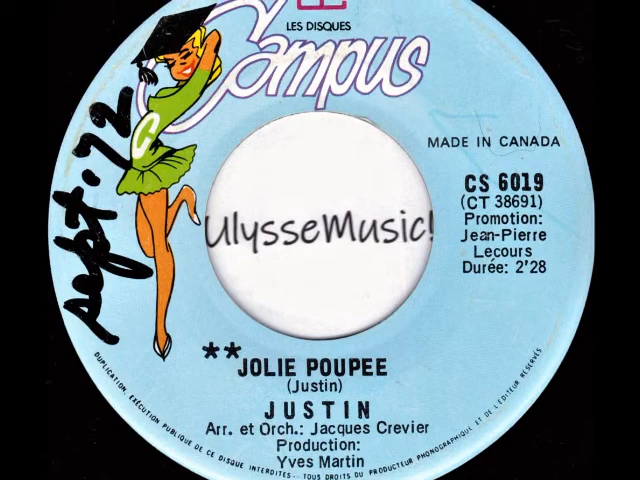 LES DISQUES
Campus
C
sept. 72
MADE IN CANADA
CS 6019
(CT 38691)
Promotion:
Jean-Pierre
Lecours
Durée: 2'28
UlysseMusic!
**JOLIE POUPEE
(Justin)
JUSTIN
Arr. et Orch.: Jacques Crevier
Production:
Yves Martin
DUPLICATION, EXÉCUTION PUBLIQUE DE CE DISQUE INTERDITES-- TOUS DROITS DU PRODUCTEUR PHONOGRAPHIQUE ET DE L'ÉDITEUR RÉSERVÉS